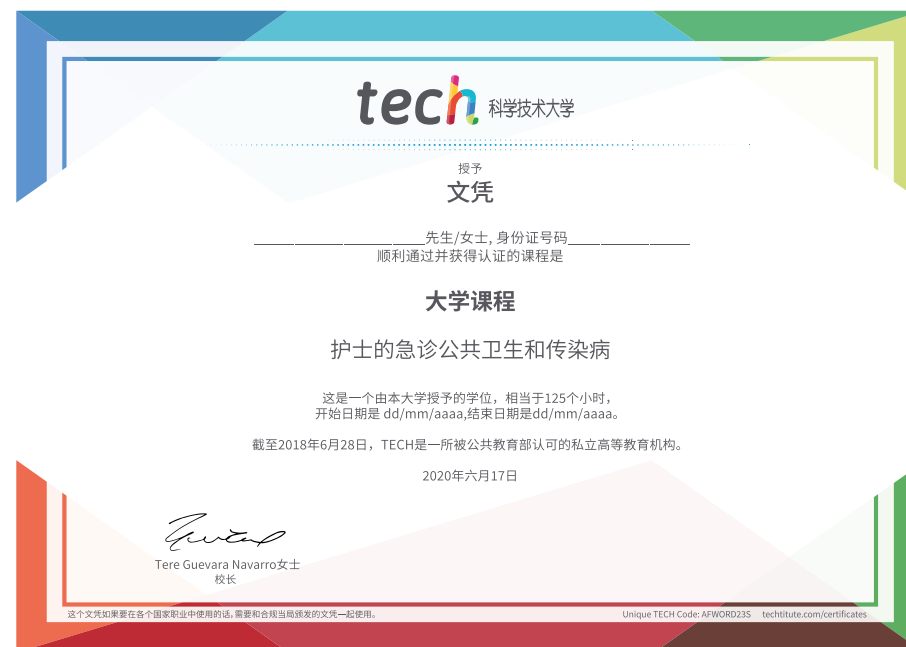 tech 科学技术大学
授予
文凭
_____________________先生/女士, 身份证号码_______________
顺利通过并获得认证的课程是
大学课程
护士的急诊公共卫生和传染病
这是一个由本大学授予的学位，相当于125个小时，
开始日期是 dd/mm/aaaa,结束日期是dd/mm/aaaa。
截至2018年6月28日，TECH是一所被公共教育部认可的私立高等教育机构。
2020年六月17日
Tere Guevara Navarro女士
校长
这个文凭如果要在各个国家职业中使用的话,需要和合规当局颁发的文凭一起使用。
Unique TECH Code: AFWORD23S techtitute.com/certificates